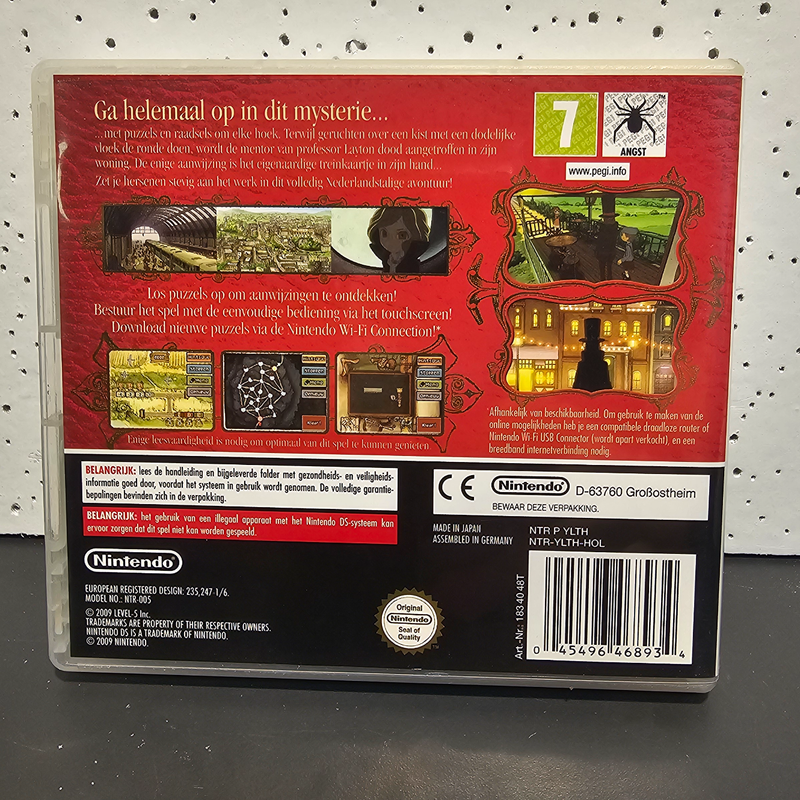 Ga helemaal op in dit mysterie...
...met puzzels en raadsels om elke hoek. Terwijl geruchten over een kist met een dodelijke
vloek de ronde doen, wordt de mentor van professor Layton dood aangetroffen in zijn
woning. De enige aanwijzing is het eigenaardige treinkaartje in zijn hand...
Zet je hersenen stevig aan het werk in dit volledig Nederlandstalige avontuur!
7
PEGI
ANGST
www.pegi.info
Los puzzels op om aanwijzingen te ontdekken!
Bestuur het spel met de eenvoudige bediening via het touchscreen!
Download nieuwe puzzels via de Nintendo Wi-Fi Connection!*
Enige leesvaardigheid is nodig om optimaal van dit spel te kunnen genieten.
*Afhankelijk van beschikbaarheid. Om gebruik te maken van de
online mogelijkheden heb je een compatibele draadloze router of
Nintendo Wi-Fi USB Connector (wordt apart verkocht), en een
breedband internetverbinding nodig.
BELANGRIJK: lees de handleiding en bijgeleverde folder met gezondheids- en veiligheids-
informatie goed door, voordat het systeem in gebruik wordt genomen. De volledige garantie-
bepalingen bevinden zich in de verpakking.
BELANGRIJK: het gebruik van een illegaal apparaat met het Nintendo DS-systeem kan
ervoor zorgen dat dit spel niet kan worden gespeeld.
CE Nintendo D-63760 Großostheim
BEWAAR DEZE VERPAKKING.
MADE IN JAPAN
ASSEMBLED IN GERMANY
NTR P YLTH
NTR-YLTH-HOL
Nintendo
EUROPEAN REGISTERED DESIGN: 235,247-1/6.
MODEL NO.: NTR-005
© 2009 LEVEL-5 Inc.
TRADEMARKS ARE PROPERTY OF THEIR RESPECTIVE OWNERS.
NINTENDO DS IS A TRADEMARK OF NINTENDO.
© 2009 NINTENDO.
Original
Nintendo
Seal of
Quality
Art.-Nr.: 18340 48T
0 45496 46893 4